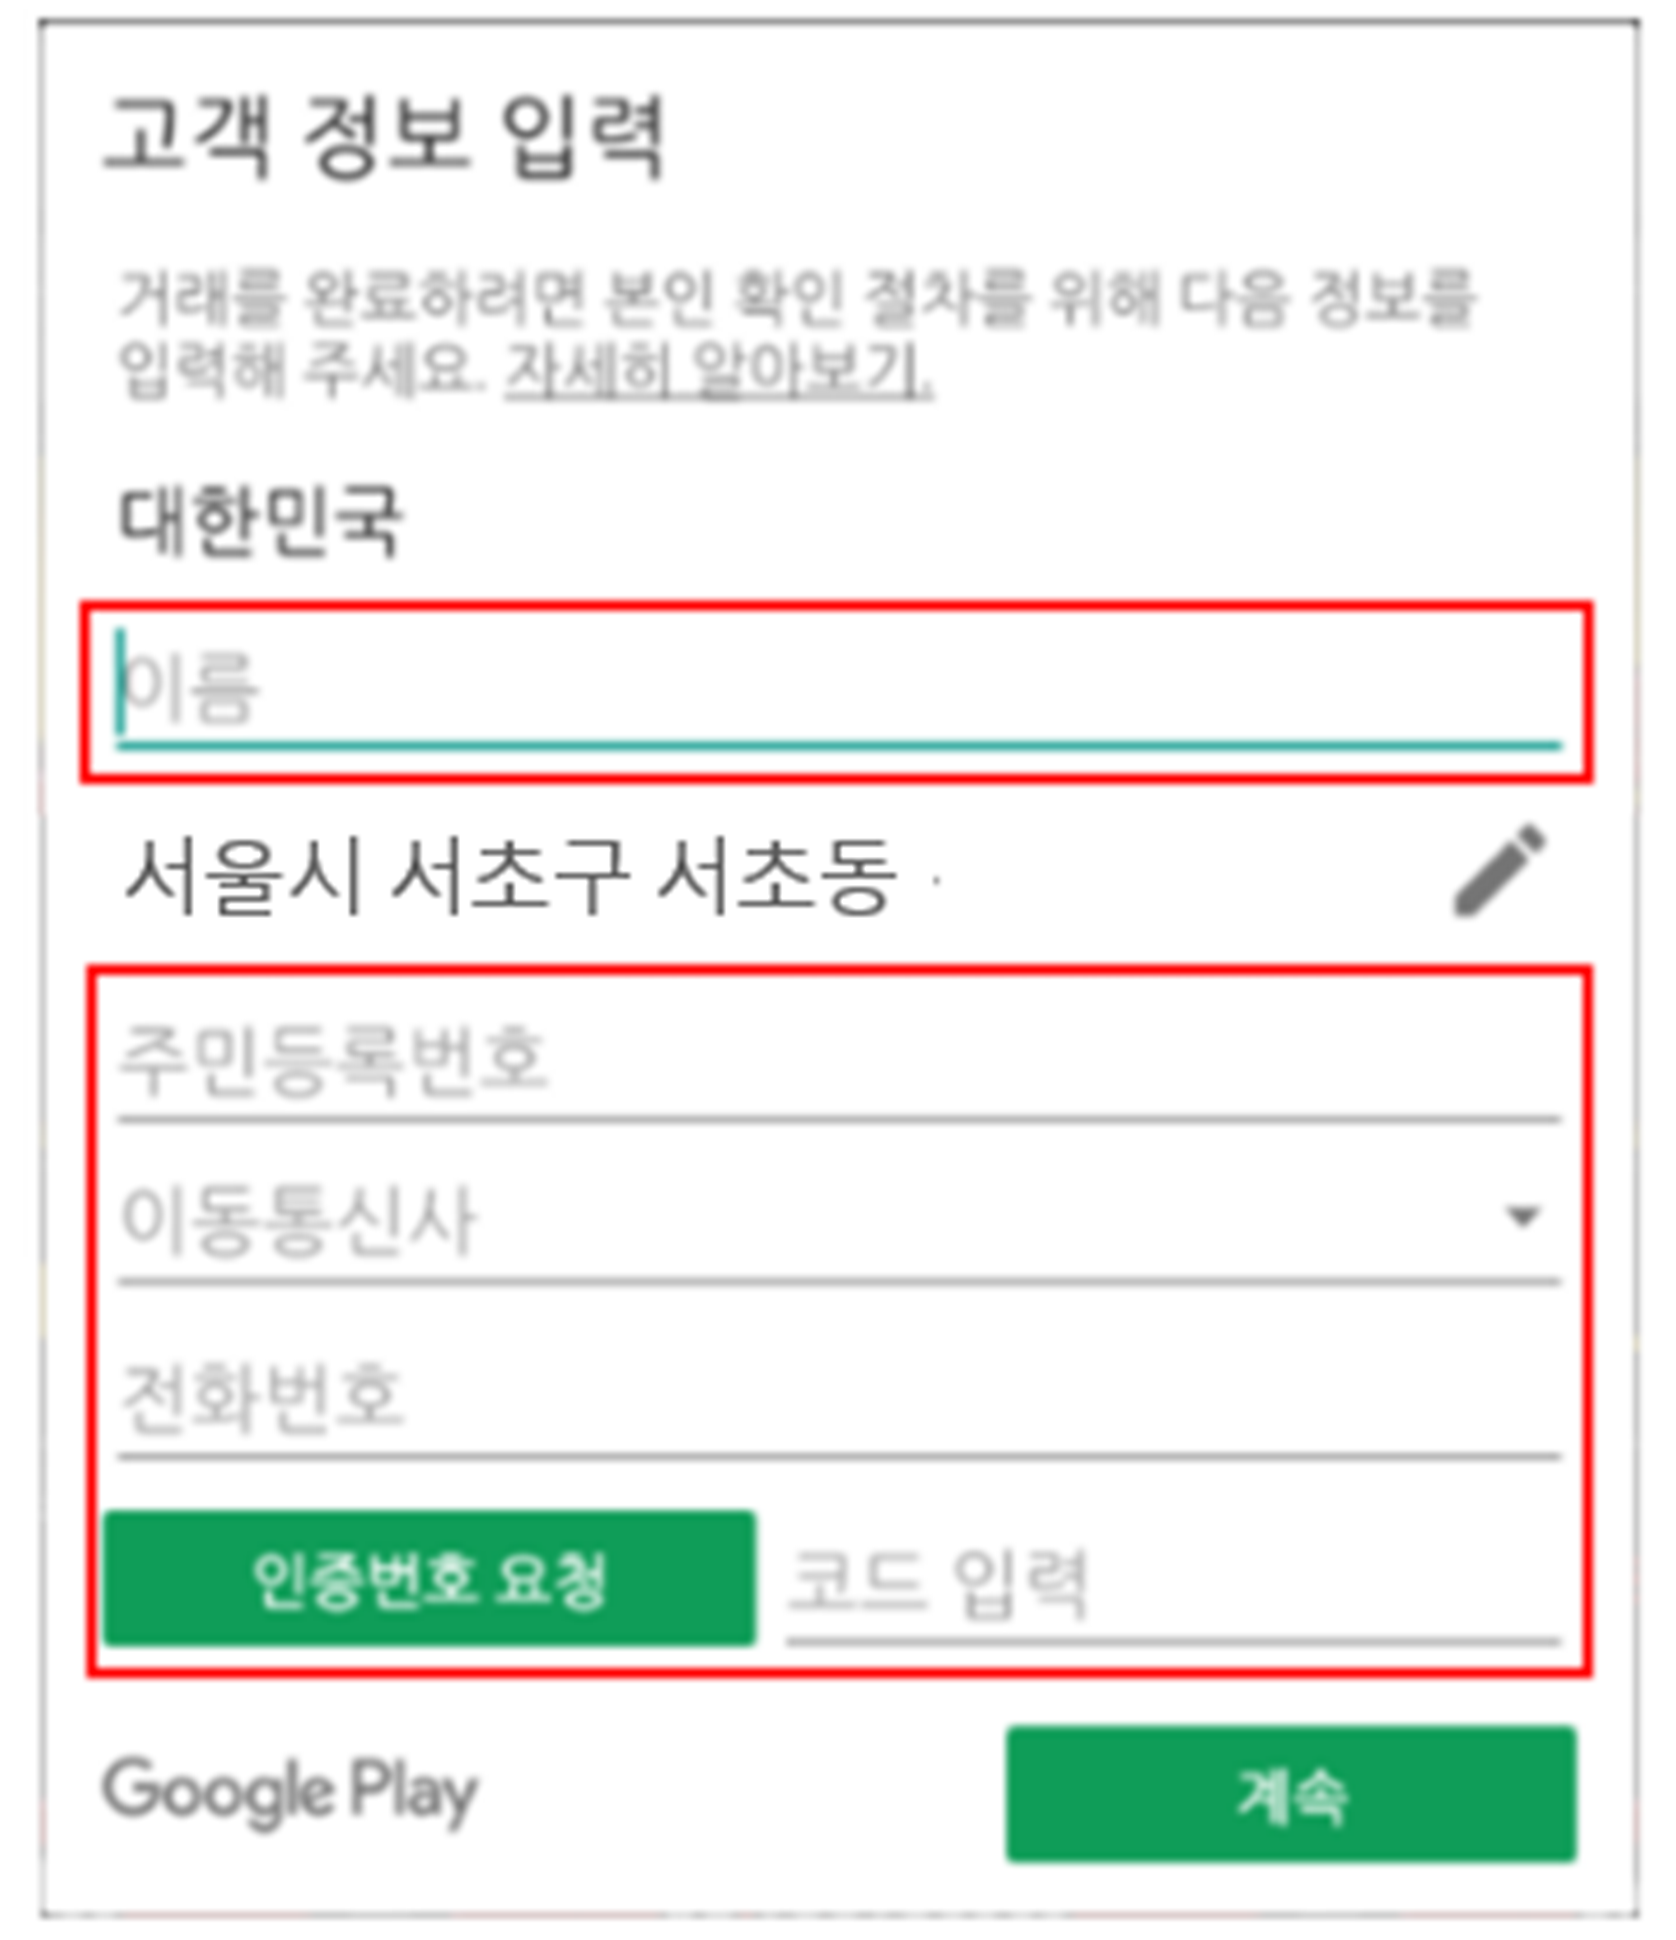 고객 정보 입력
거래를 완료하려면 본인 확인 절차를 위해 다음 정보를
입력해 주세요. 자세히 알아보기.
대한민국
이름
서울시 서초구 서초동 ·
주민등록번호
이동통신사
전화번호
인증번호 요청 코드 입력
Google Play 계속